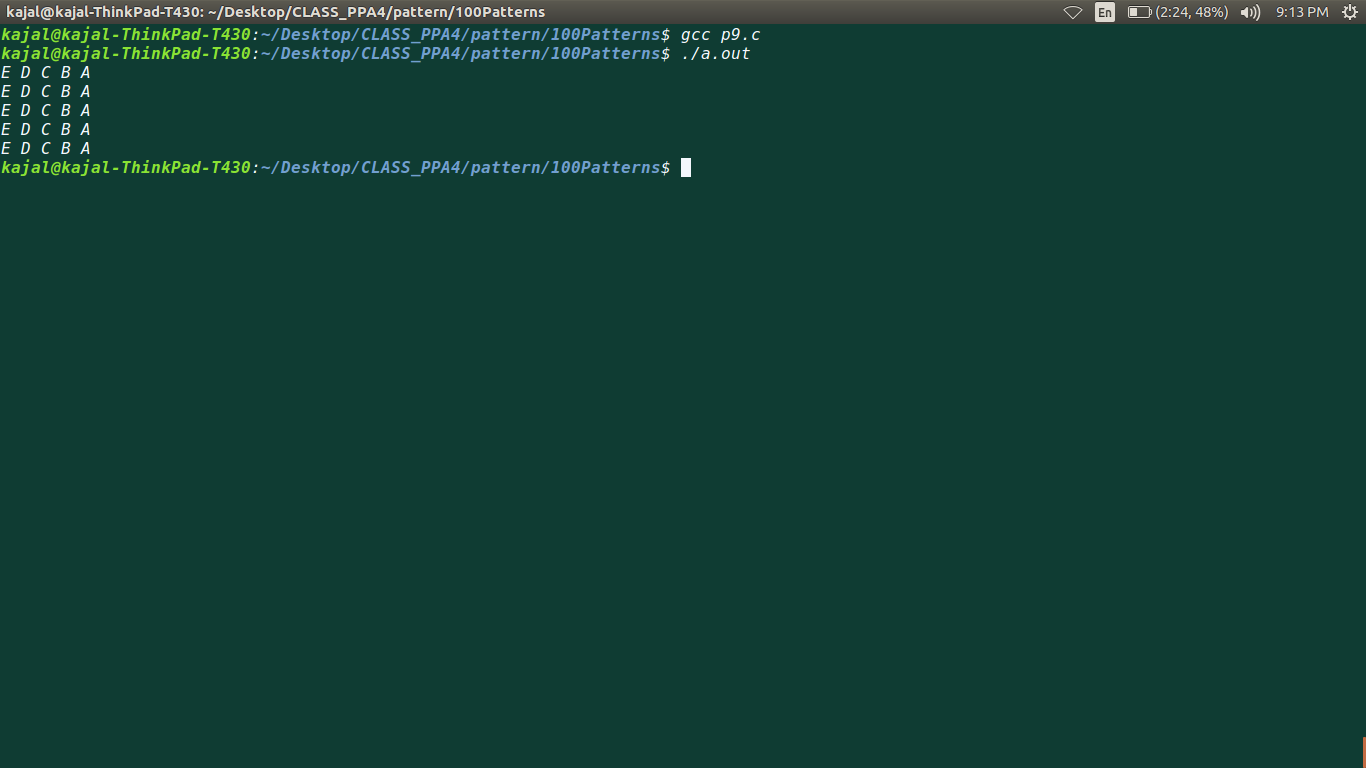 kajal@kajal-ThinkPad-T430: ~/Desktop/CLASS_PPA4/pattern/100Patterns En (2:24, 48%) 9:13 PM
kajal@kajal-ThinkPad-T430:~/Desktop/CLASS_PPA4/pattern/100Patterns$ gcc p9.c
kajal@kajal-ThinkPad-T430:~/Desktop/CLASS_PPA4/pattern/100Patterns$ ./a.out
E D C B A
E D C B A
E D C B A
E D C B A
E D C B A
kajal@kajal-ThinkPad-T430:~/Desktop/CLASS_PPA4/pattern/100Patterns$